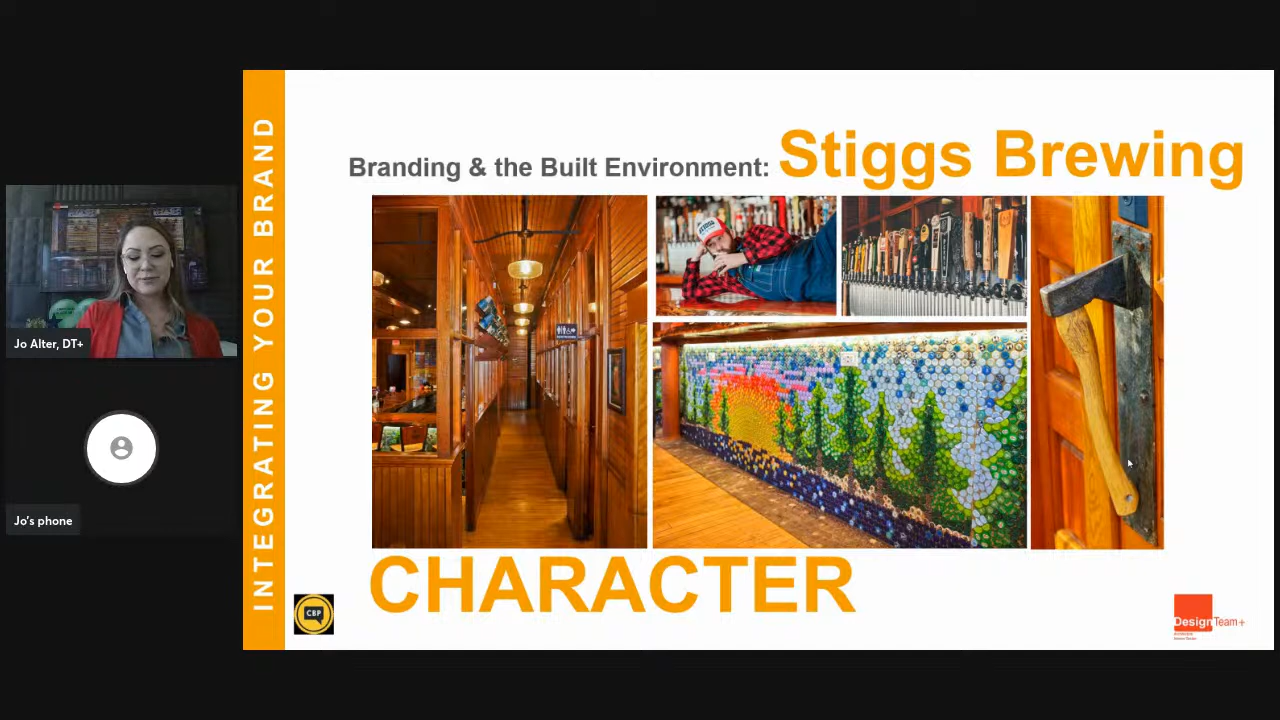 INTEGRATING YOUR BRAND
Branding & the Built Environment: Stiggs Brewing
CHARACTER
CBP
DesignTeam+
Jo Alter, DT+
Jo's phone